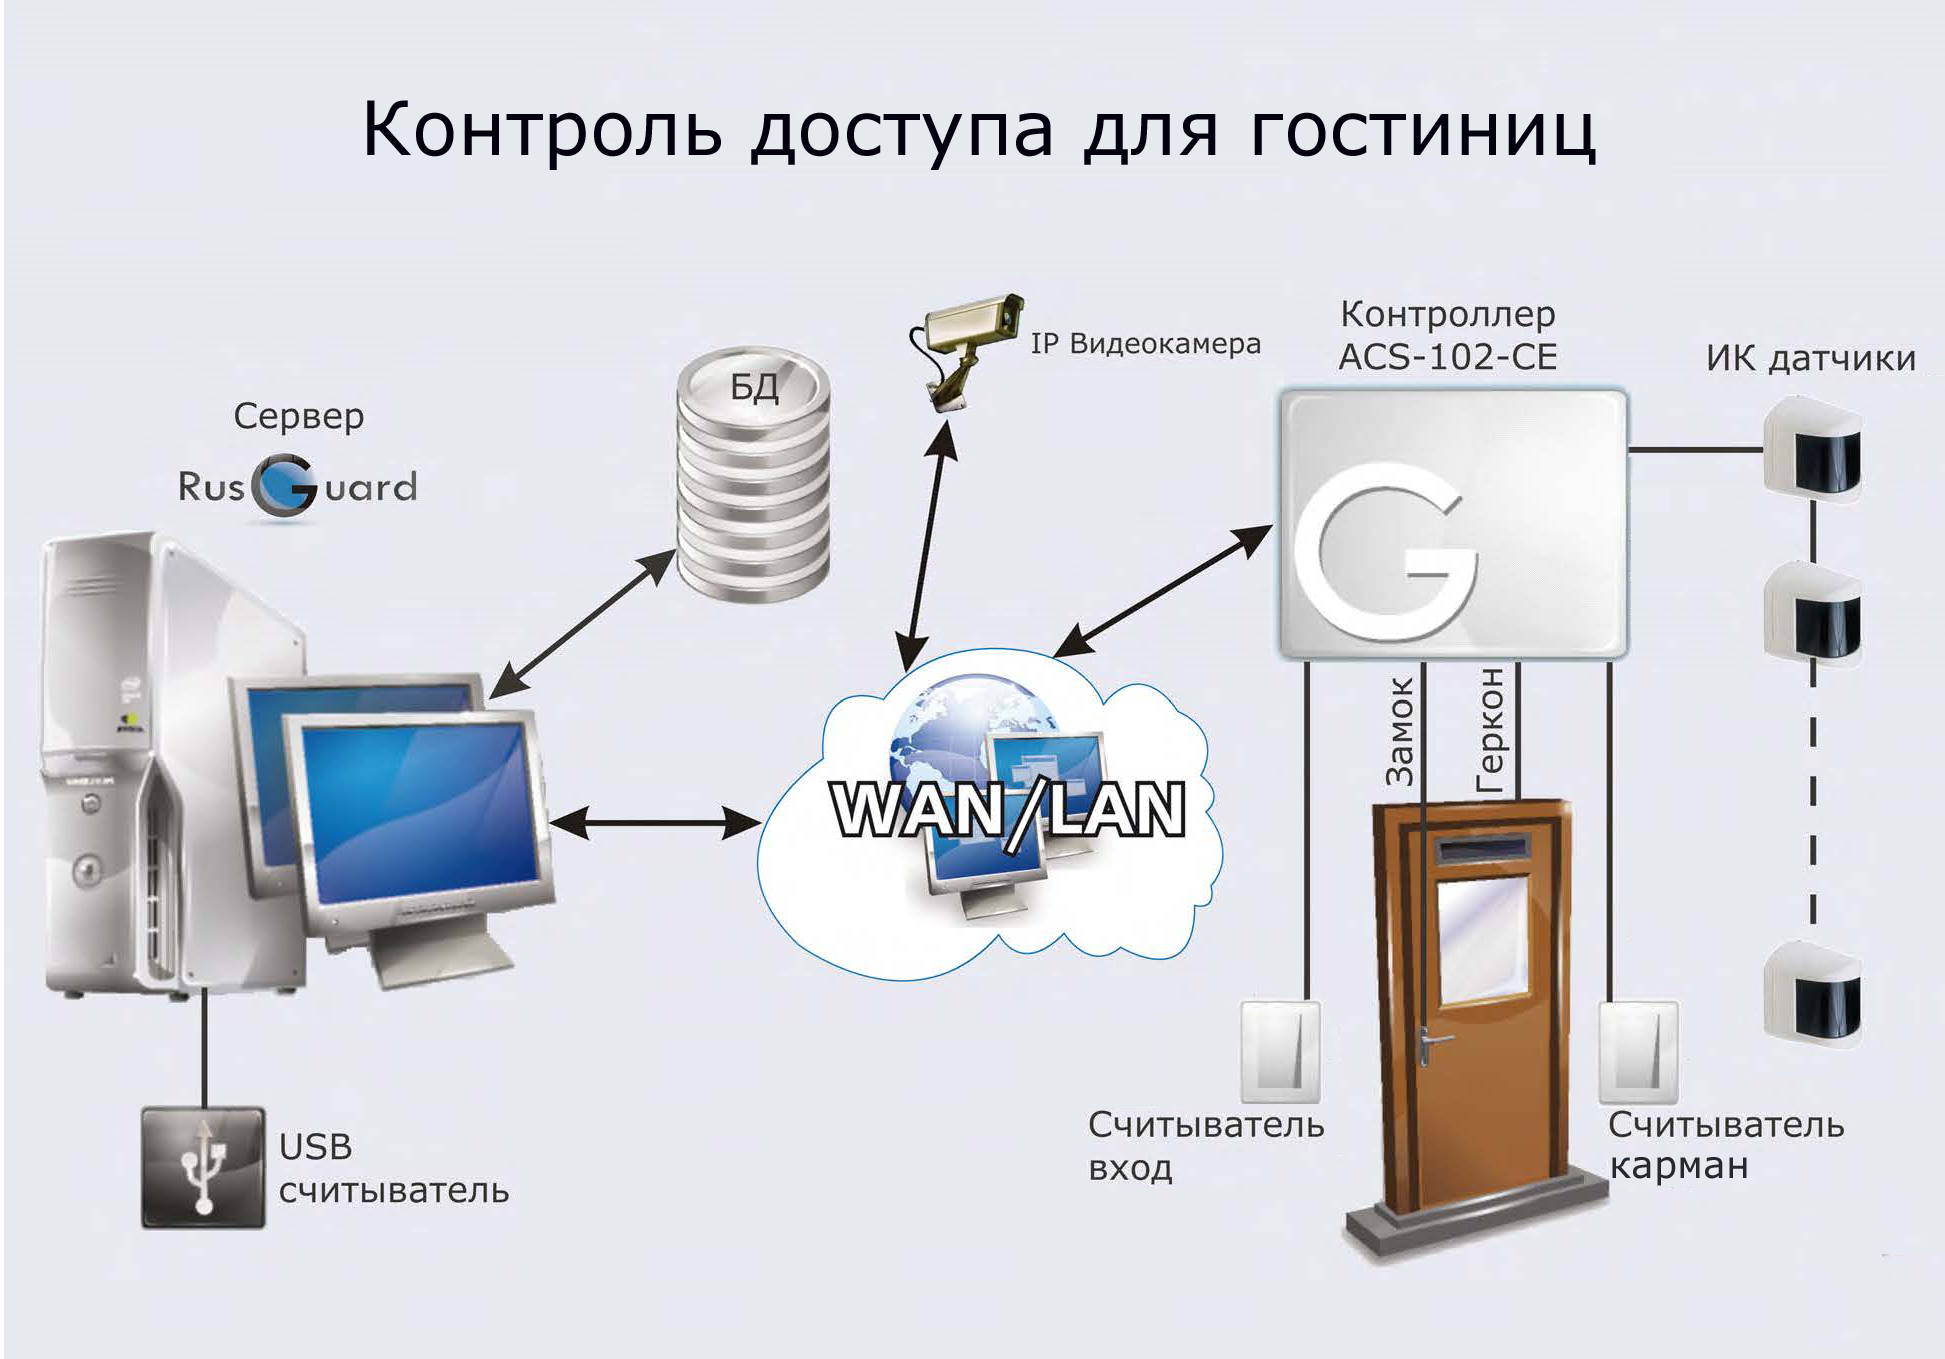 Контроль доступа для гостиниц
IP Видеокамера
Контроллер
ACS-102-CE
ИК датчики
БД
Сервер
RusGuard
G
Замок
Геркон
WAN/LAN
USB
считыватель
Считыватель
вход
Считыватель
карман